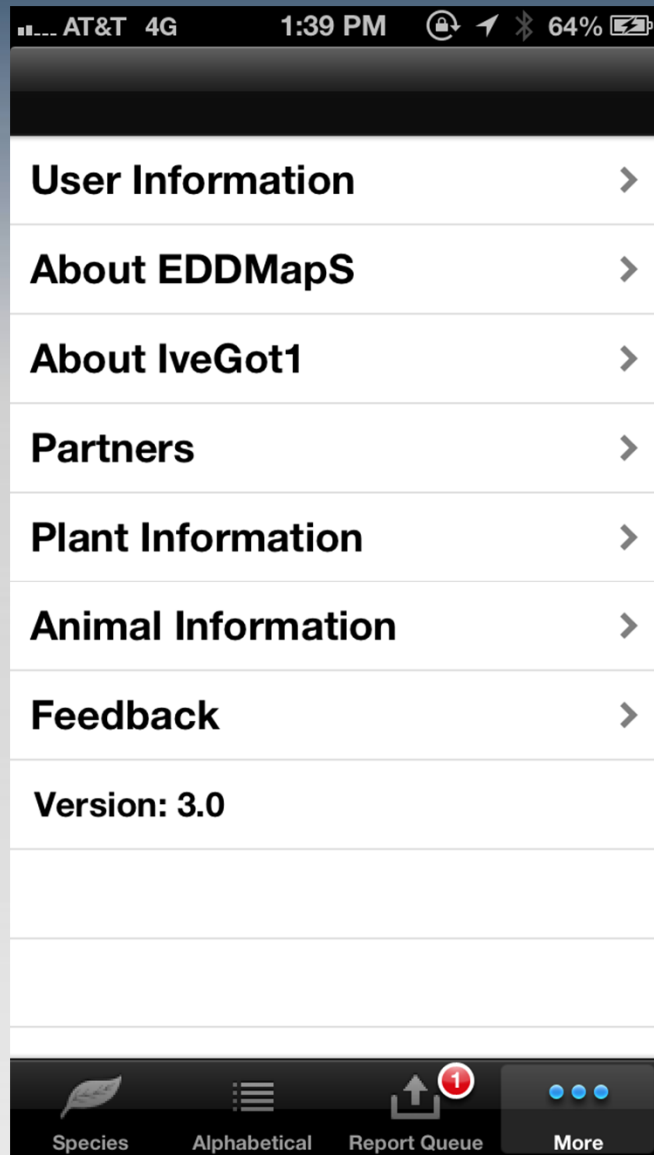 AT&T 4G 1:39 PM 64%
User Information
About EDDMapS
About IveGot1
Partners
Plant Information
Animal Information
Feedback
Version: 3.0
1
Species Alphabetical Report Queue More